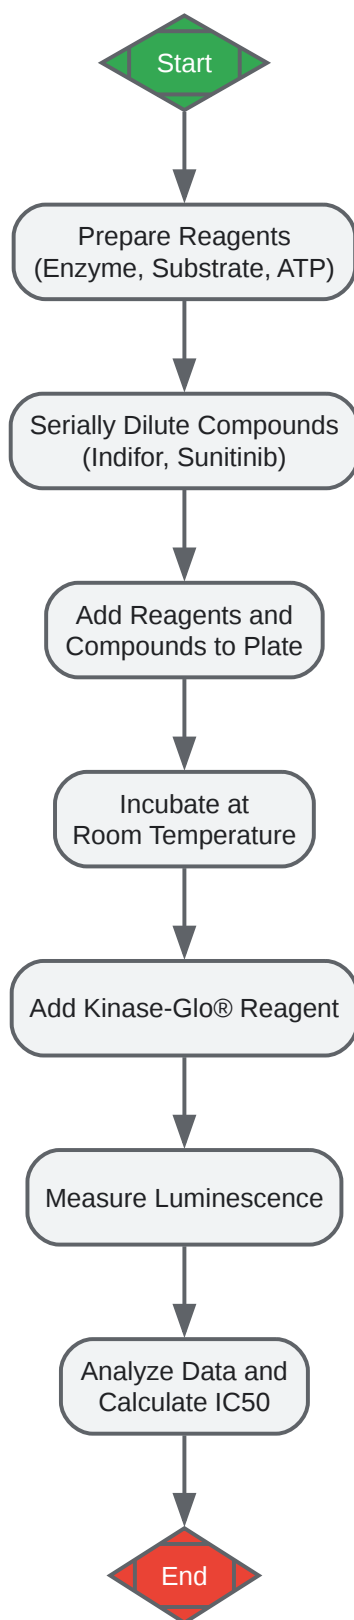 Start
Prepare Reagents
(Enzyme, Substrate, ATP)
Serially Dilute Compounds
(Indifor, Sunitinib)
Add Reagents and
Compounds to Plate
Incubate at
Room Temperature
Add Kinase-Glo® Reagent
Measure Luminescence
Analyze Data and
Calculate IC50
End